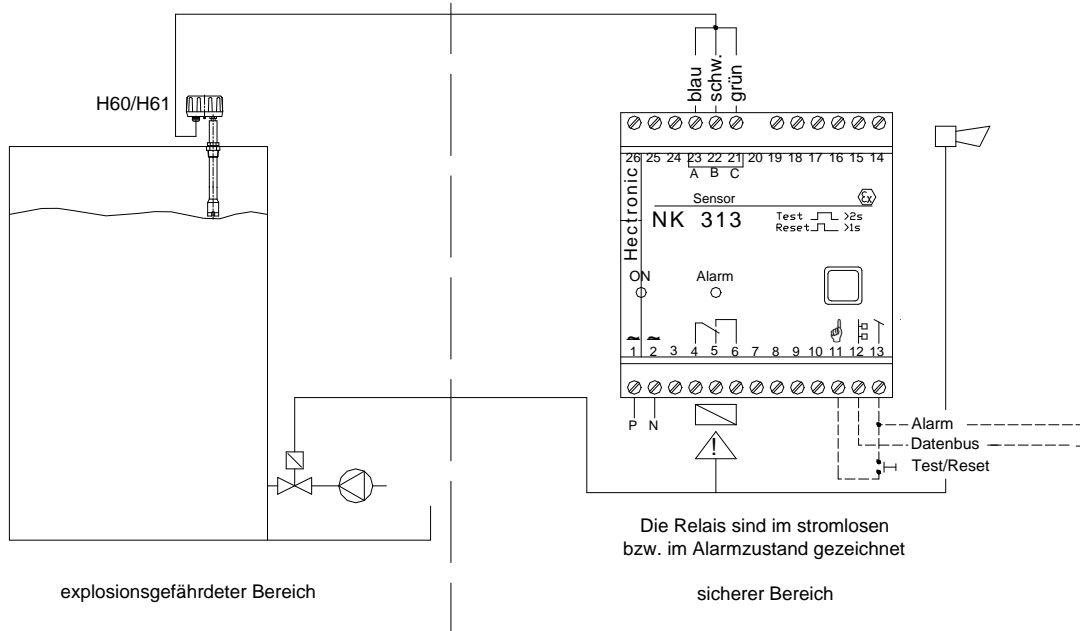 blau
schw.
grün
H60/H61
26 25 24 23 22 21 20 19 18 17 16 15 14
A B C
Sensor
Ex
Hectronic
NK 313
Test >2s
Reset >1s
ON
Alarm
1 2 3 4 5 6 7 8 9 10 11 12 13
P N
!
Alarm
Datenbus
Test/Reset
Die Relais sind im stromlosen
bzw. im Alarmzustand gezeichnet
explosionsgefährdeter Bereich
sicherer Bereich